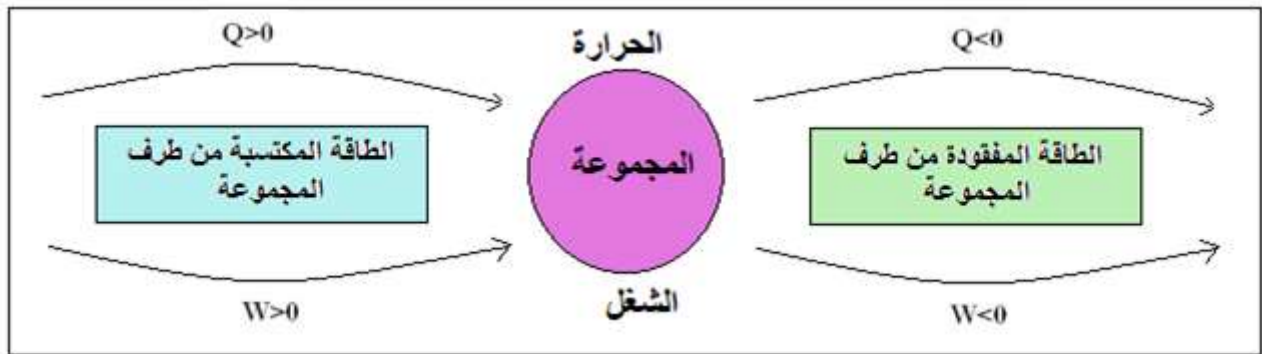 Q>0
الحرارة
Q<0
الطاقة المكتسبة من طرف
المجموعة
المجموعة
الطاقة المفقودة من طرف
المجموعة
W>0
الشغل
W<0